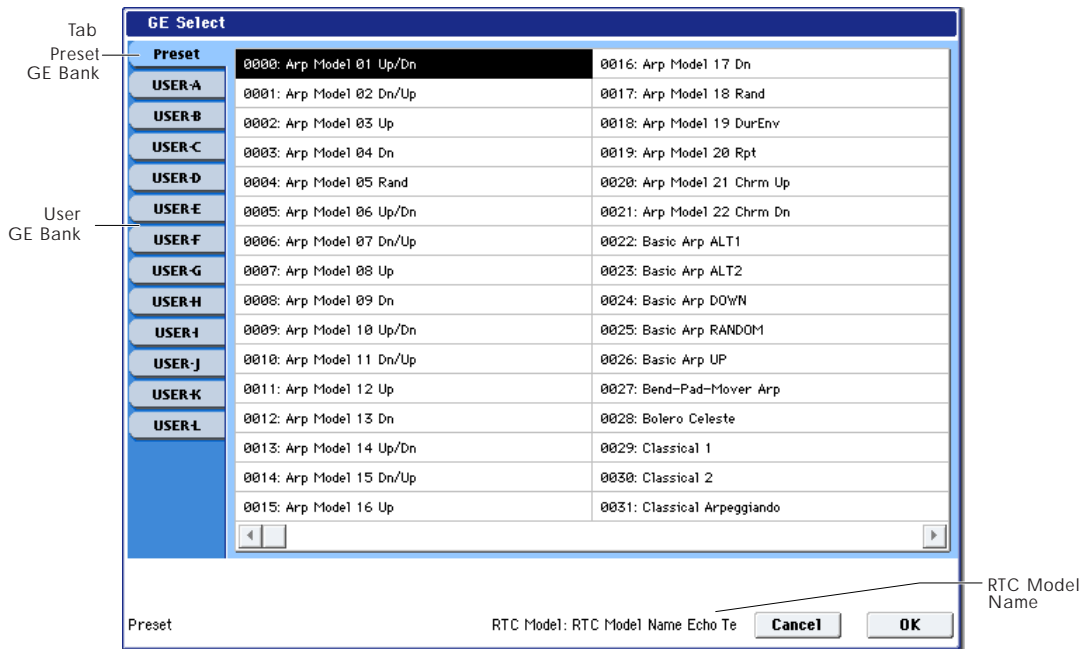 GE Select
Tab
Preset
GE Bank
User
GE Bank
Preset
USER-A
USER-B
USER-C
USER-D
USER-E
USER-F
USER-G
USER-H
USER-I
USER-J
USER-K
USER-L
0000: Arp Model 01 Up/Dn
0001: Arp Model 02 Dn/Up
0002: Arp Model 03 Up
0003: Arp Model 04 Dn
0004: Arp Model 05 Rand
0005: Arp Model 06 Up/Dn
0006: Arp Model 07 Dn/Up
0007: Arp Model 08 Up
0008: Arp Model 09 Dn
0009: Arp Model 10 Up/Dn
0010: Arp Model 11 Dn/Up
0011: Arp Model 12 Up
0012: Arp Model 13 Dn
0013: Arp Model 14 Up/Dn
0014: Arp Model 15 Dn/Up
0015: Arp Model 16 Up
0016: Arp Model 17 Dn
0017: Arp Model 18 Rand
0018: Arp Model 19 DurEnv
0019: Arp Model 20 Rpt
0020: Arp Model 21 Chrm Up
0021: Arp Model 22 Chrm Dn
0022: Basic Arp ALT1
0023: Basic Arp ALT2
0024: Basic Arp DOWN
0025: Basic Arp RANDOM
0026: Basic Arp UP
0027: Bend-Pad-Mover Arp
0028: Bolero Celeste
0029: Classical 1
0030: Classical 2
0031: Classical Arpeggiando
RTC Model
Name
Preset
RTC Model: RTC Model Name Echo Te
Cancel
OK